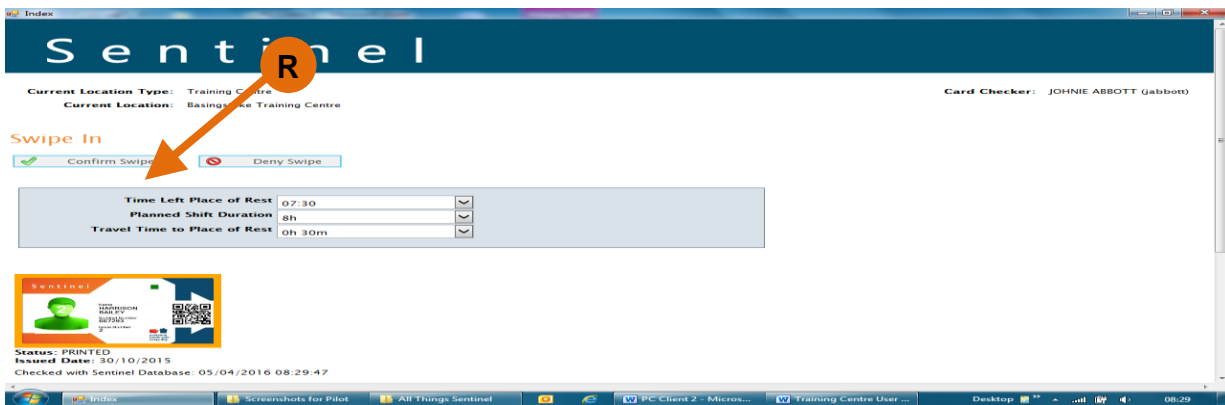 Index
Sentinel
R
Current Location Type: Training Centre
Card Checker: JOHNIE ABBOTT (jabbott)
Current Location: Basingstoke Training Centre
Swipe In
Confirm Swipe
Deny Swipe
Time Left Place of Rest 07:30
Planned Shift Duration 8h
Travel Time to Place of Rest 0h 30m
Sentinel
2
Name
HARRISON
BAILEY
2
Status: PRINTED
Issued Date: 30/10/2015
Checked with Sentinel Database: 05/04/2016 08:29:47
Index
Screenshots for Pilot
All Things Sentinel
PC Client 2 - Micros...
Training Centre User ...
Desktop
08:29